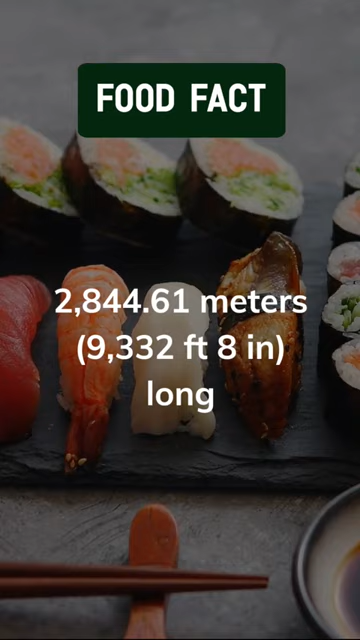 FOOD FACT
2,844.61 meters
(9,332 ft 8 in)
long